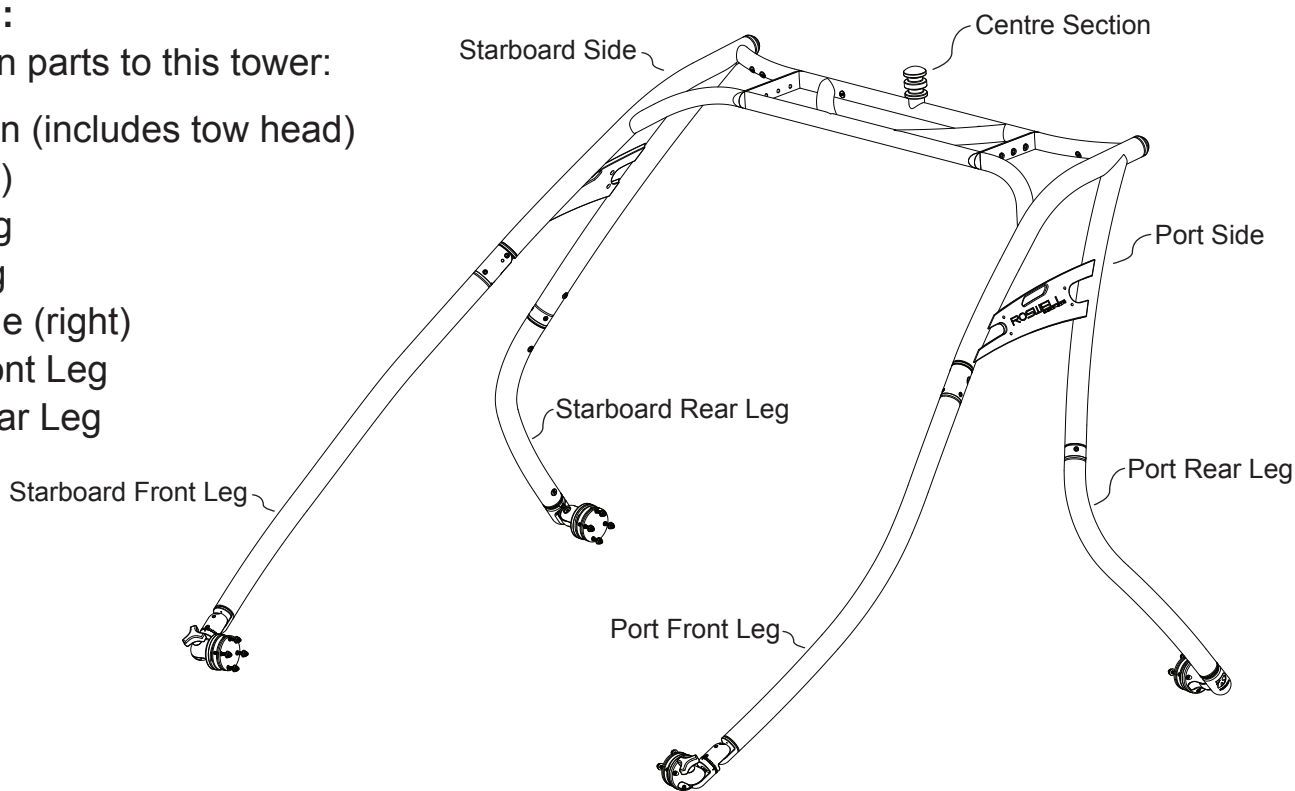 :
n parts to this tower:
n (includes tow head)
)
g
g
e (right)
ont Leg
ar Leg
Centre Section
Starboard Side
Port Side
Starboard Rear Leg
Port Rear Leg
Starboard Front Leg
Port Front Leg
ROSWELL